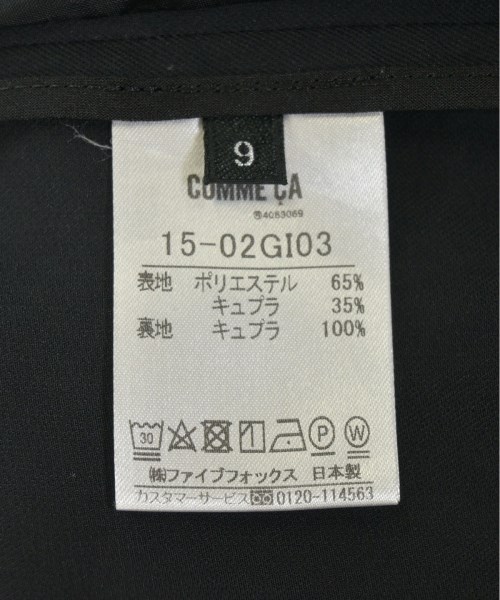 9
COMME ÇA
15-02GI03
表地 ポリエステル 65%
キュプラ 35%
裏地 キュプラ 100%
30 P W
㈱ファイブフォックス 日本製
カスタマーサービス 0120-114563